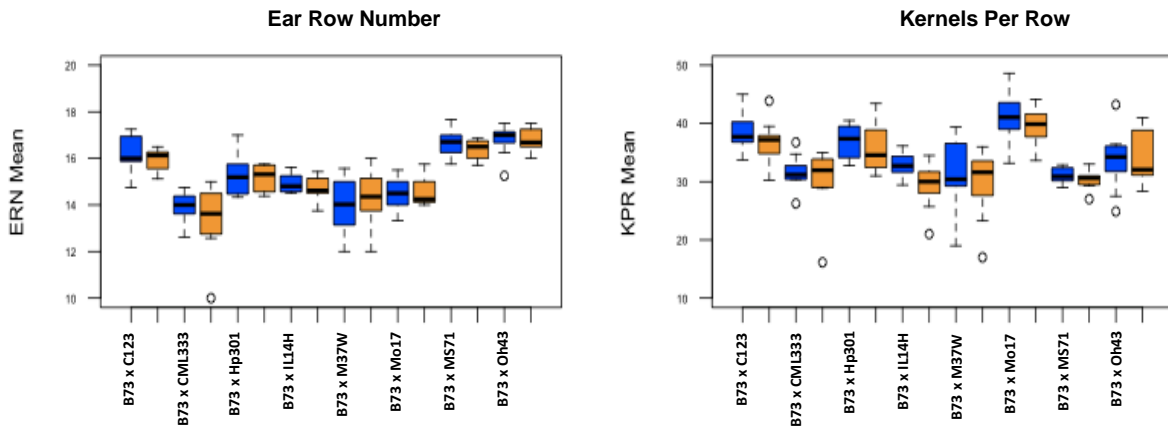 Ear Row Number
ERN Mean
20
18
16
14
12
10
B73 x C123
B73 x CML333
B73 x Hp301
B73 x IL14H
B73 x M37W
B73 x Mo17
B73 x MS71
B73 x Oh43
Kernels Per Row
KPR Mean
50
40
30
20
10
B73 x C123
B73 x CML333
B73 x Hp301
B73 x IL14H
B73 x M37W
B73 x Mo17
B73 x MS71
B73 x Oh43